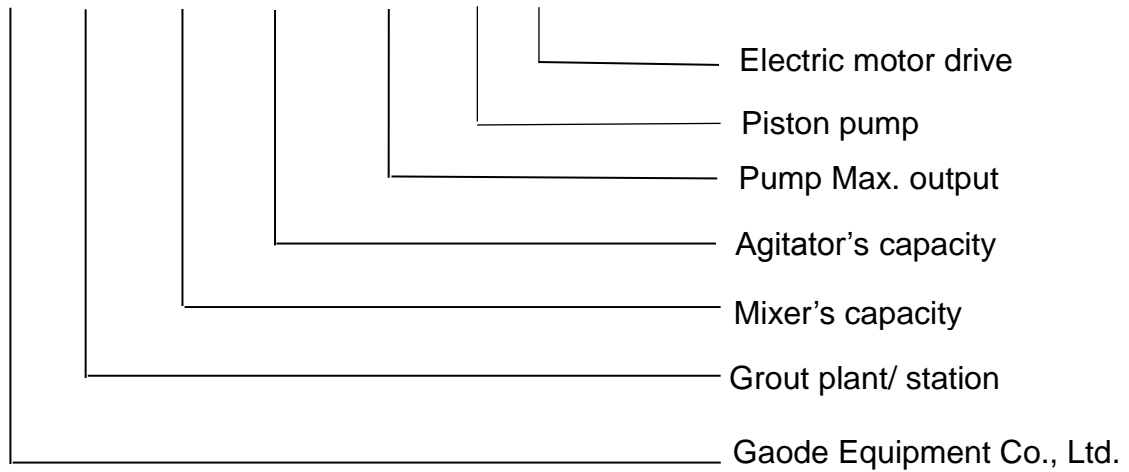 Electric motor drive
Piston pump
Pump Max. output
Agitator’s capacity
Mixer’s capacity
Grout plant/ station
Gaode Equipment Co., Ltd.